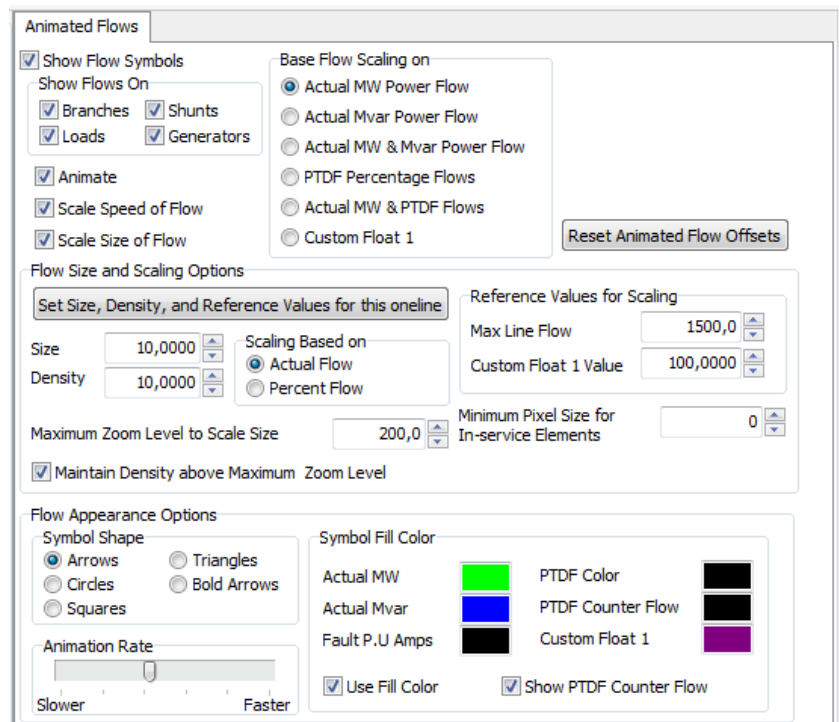 Animated Flows
Show Flow Symbols
Show Flows On
Branches
Shunts
Loads
Generators
Animate
Scale Speed of Flow
Scale Size of Flow
Base Flow Scaling on
Actual MW Power Flow
Actual Mvar Power Flow
Actual MW & Mvar Power Flow
PTDF Percentage Flows
Actual MW & PTDF Flows
Custom Float 1
Reset Animated Flow Offsets
Flow Size and Scaling Options
Set Size, Density, and Reference Values for this oneline
Size 10,0000
Density 10,0000
Scaling Based on
Actual Flow
Percent Flow
Reference Values for Scaling
Max Line Flow 1500,0
Custom Float 1 Value 100,0000
Maximum Zoom Level to Scale Size 200,0
Minimum Pixel Size for
In-service Elements 0
Maintain Density above Maximum Zoom Level
Flow Appearance Options
Symbol Shape
Arrows
Triangles
Circles
Bold Arrows
Squares
Animation Rate
Slower Faster
Symbol Fill Color
Actual MW
PTDF Color
Actual Mvar
PTDF Counter Flow
Fault P.U Amps
Custom Float 1
Use Fill Color
Show PTDF Counter Flow